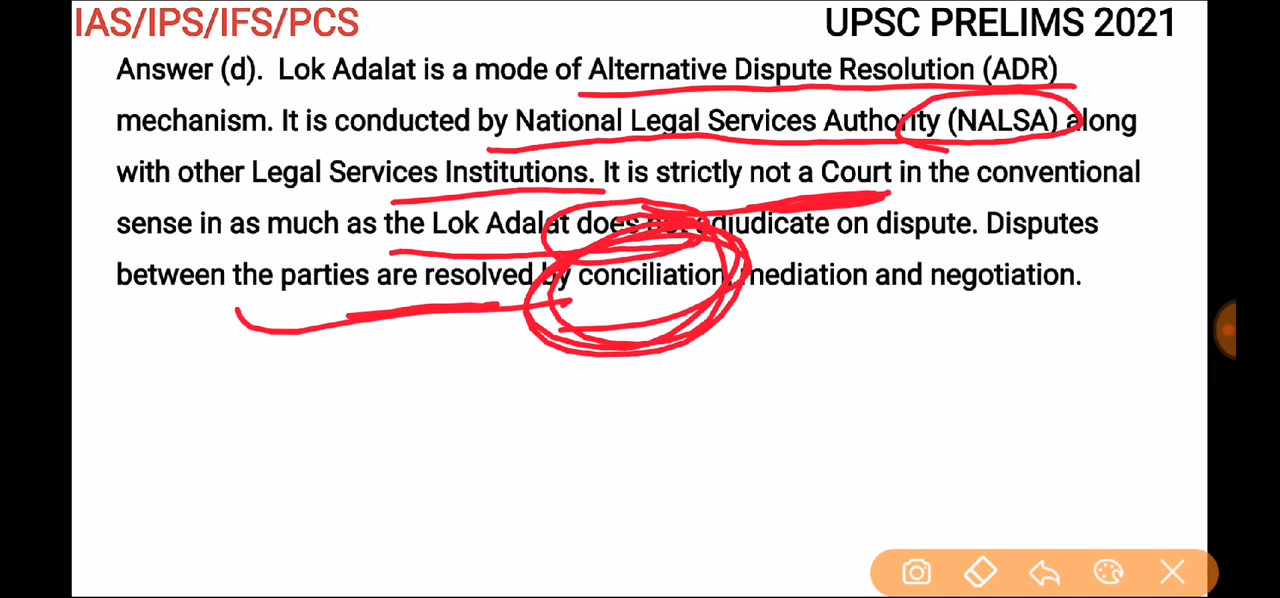 IAS/IPS/IFS/PCS
UPSC PRELIMS 2021
Answer (d). Lok Adalat is a mode of Alternative Dispute Resolution (ADR)
mechanism. It is conducted by National Legal Services Authority (NALSA) along
with other Legal Services Institutions. It is strictly not a Court in the conventional
sense in as much as the Lok Adalat does not adjudicate on dispute. Disputes
between the parties are resolved by conciliation, mediation and negotiation.